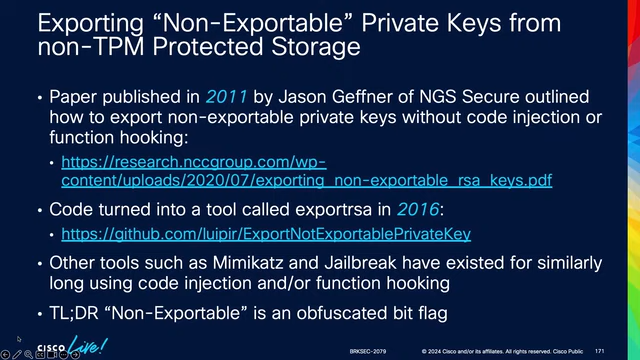 Exporting “Non-Exportable” Private Keys from
non-TPM Protected Storage
• Paper published in 2011 by Jason Geffner of NGS Secure outlined
how to export non-exportable private keys without code injection or
function hooking:
• https://research.nccgroup.com/wp-
content/uploads/2020/07/exporting_non-exportable_rsa_keys.pdf
• Code turned into a tool called exportrsa in 2016:
• https://github.com/luipir/ExportNotExportablePrivateKey
• Other tools such as Mimikatz and Jailbreak have existed for similarly
long using code injection and/or function hooking
• TL;DR “Non-Exportable” is an obfuscated bit flag
CISCO Live!
BRKSEC-2079
© 2024 Cisco and/or its affiliates. All rights reserved. Cisco Public
171